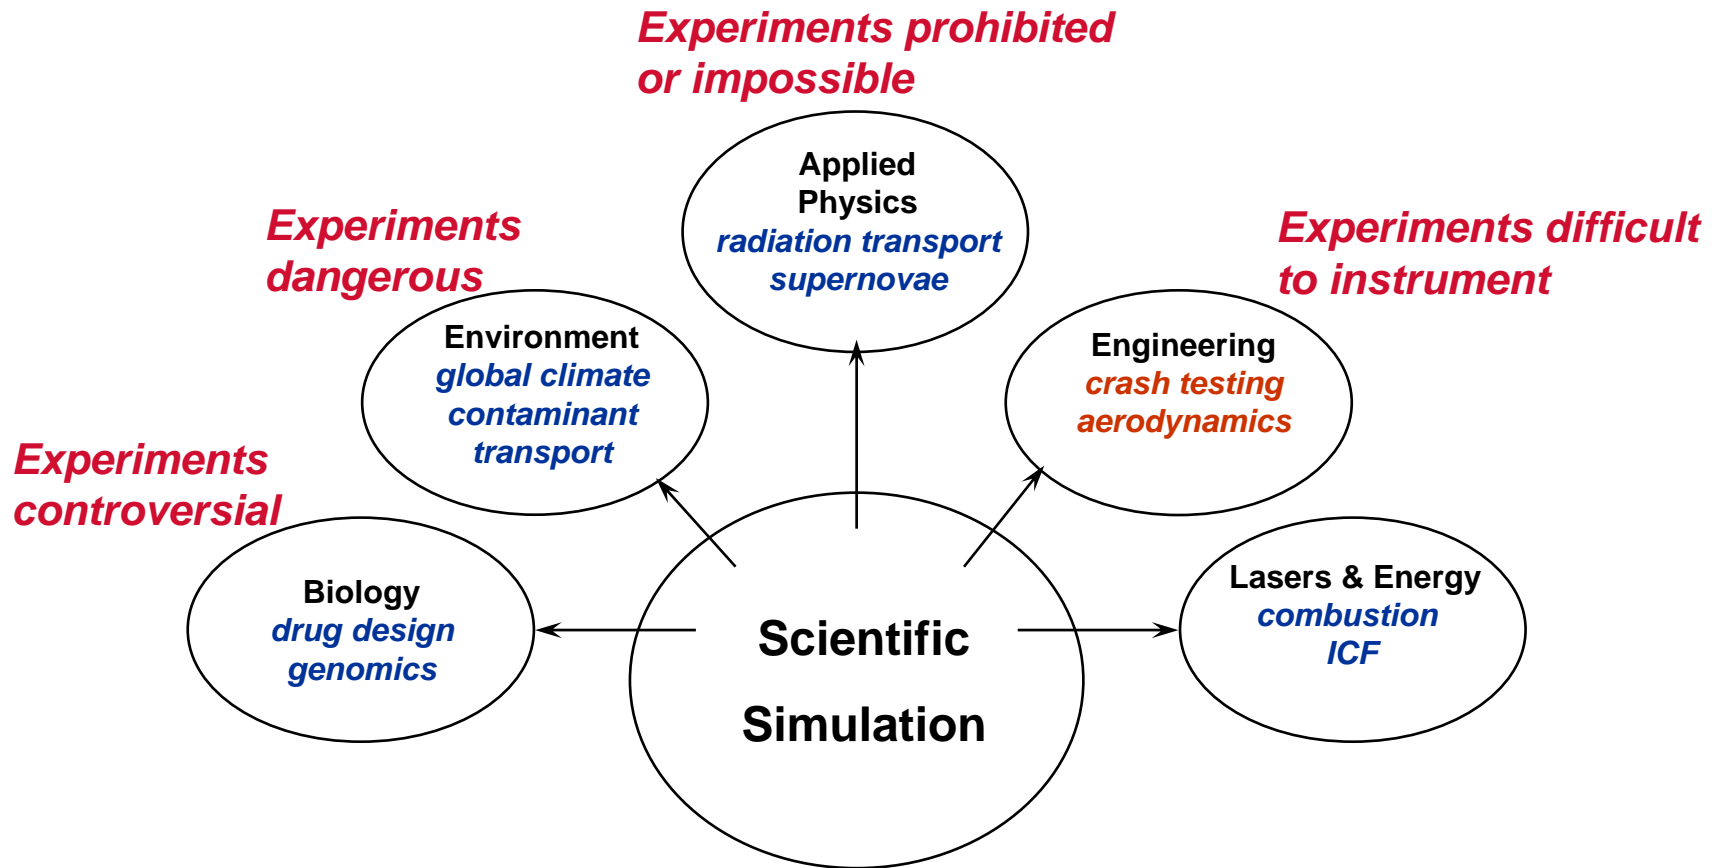 Experiments prohibited
or impossible
Applied
Physics
radiation transport
supernovae
Experiments
dangerous
Environment
global climate
contaminant
transport
Experiments difficult
to instrument
Engineering
crash testing
aerodynamics
Experiments
controversial
Biology
drug design
genomics
Scientific
Simulation
Lasers & Energy
combustion
ICF